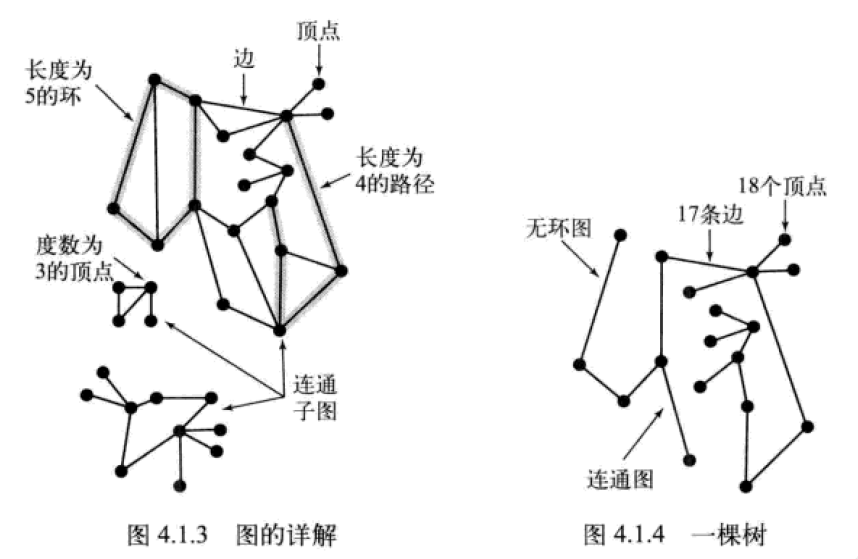 顶点
边
长度为
5的环
长度为
4的路径
度数为
3的顶点
连通
子图
图 4.1.3 图的详解
18个顶点
17条边
无环图
连通图
图 4.1.4 一棵树